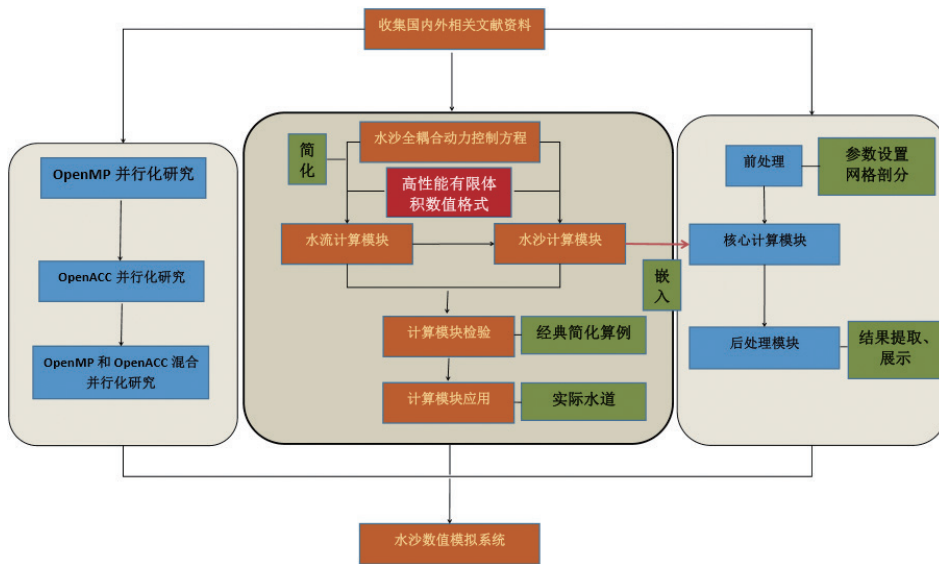 收集国内外相关文献资料
OpenMP 并行化研究
OpenACC 并行化研究
OpenMP 和 OpenACC 混合
并行化研究
简
化
水沙全耦合动力控制方程
高性能有限体
积数值格式
水流计算模块
水沙计算模块
计算模块检验
经典简化算例
计算模块应用
实际水道
嵌
入
前处理
参数设置
网格剖分
核心计算模块
后处理模块
结果提取、
展示
水沙数值模拟系统